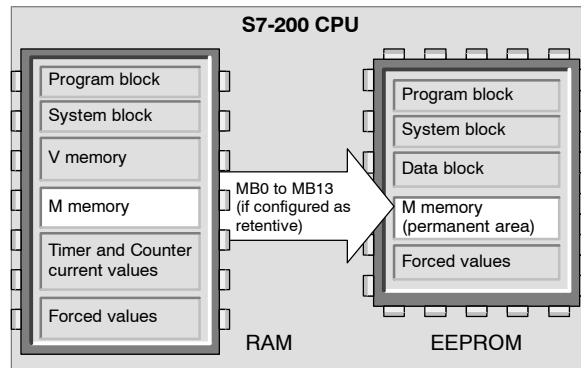 S7-200 CPU
Program block
System block
V memory
M memory
Timer and Counter
current values
Forced values
RAM
MB0 to MB13
(if configured as
retentive)
Program block
System block
Data block
M memory
(permanent area)
Forced values
EEPROM